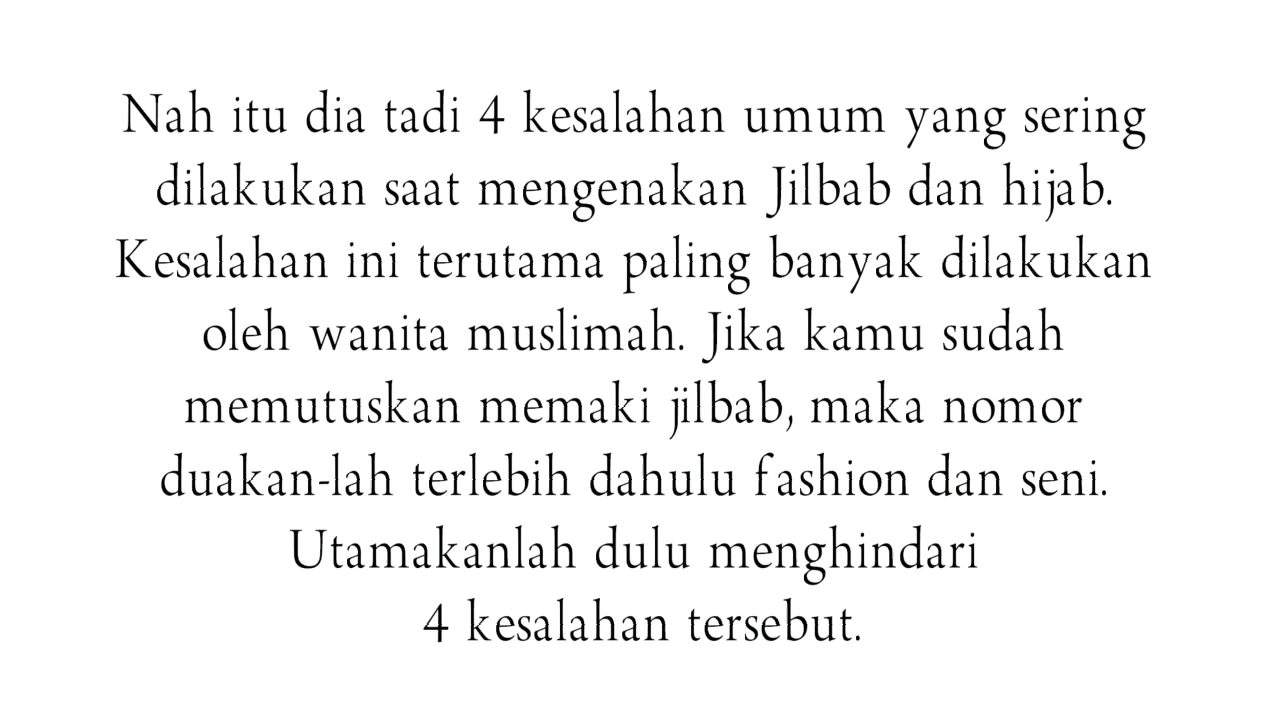 Nah itu dia tadi 4 kesalahan umum yang sering
dilakukan saat mengenakan Jilbab dan hijab.
Kesalahan ini terutama paling banyak dilakukan
oleh wanita muslimah. Jika kamu sudah
memutuskan memaki jilbab, maka nomor
duakan-lah terlebih dahulu fashion dan seni.
Utamakanlah dulu menghindari
4 kesalahan tersebut.